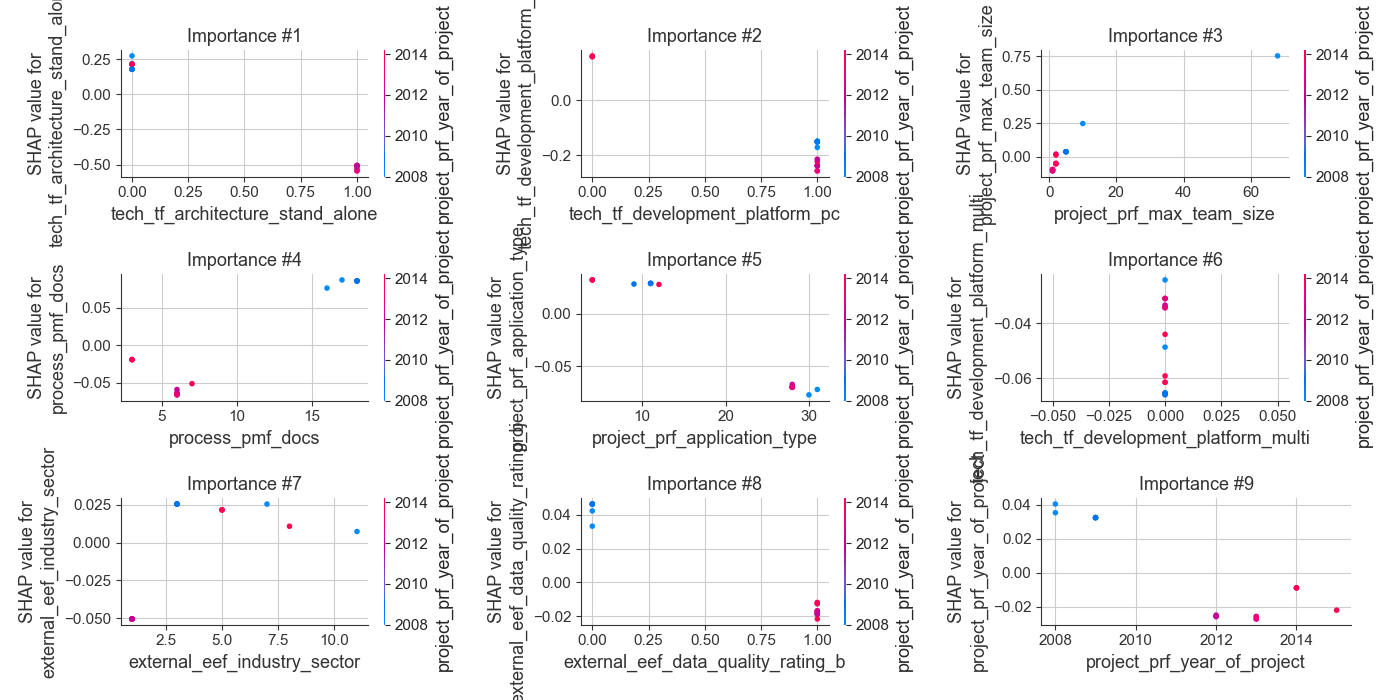 Importance #1
SHAP value for
tech_tf_architecture_stand_alon
0.25
0.00
−0.25
−0.50
0.00
0.25
0.50
0.75
1.00
tech_tf_architecture_stand_alone
2014
2012
2010
2008
project_prf_year_of_project
Importance #2
SHAP value for
tech_tf_development_platform_
0.0
−0.2
0.00
0.25
0.50
0.75
1.00
tech_tf_development_platform_pc
2014
2012
2010
2008
project_prf_year_of_project
Importance #3
SHAP value for
project_prf_max_team_size
0.75
0.50
0.25
0.00
0
20
40
60
project_prf_max_team_size
2014
2012
2010
2008
project_prf_year_of_project
Importance #4
SHAP value for
process_pmf_docs
0.05
0.00
−0.05
5
10
15
process_pmf_docs
2014
2012
2010
2008
project_prf_year_of_project
Importance #5
SHAP value for
project_prf_application_type
0.00
−0.05
10
20
30
project_prf_application_type
2014
2012
2010
2008
project_prf_year_of_project
Importance #6
SHAP value for
tech_tf_development_platform_multi
−0.04
−0.06
−0.050
−0.025
0.000
0.025
0.050
tech_tf_development_platform_multi
2014
2012
2010
2008
project_prf_year_of_project
Importance #7
SHAP value for
external_eef_industry_sector
0.025
0.000
−0.025
−0.050
2.5
5.0
7.5
10.0
external_eef_industry_sector
2014
2012
2010
2008
project_prf_year_of_project
Importance #8
SHAP value for
external_eef_data_quality_rating_b
0.04
0.02
0.00
−0.02
0.00
0.25
0.50
0.75
1.00
external_eef_data_quality_rating_b
2014
2012
2010
2008
project_prf_year_of_project
Importance #9
SHAP value for
project_prf_year_of_project
0.04
0.02
0.00
−0.02
2008
2010
2012
2014
project_prf_year_of_project